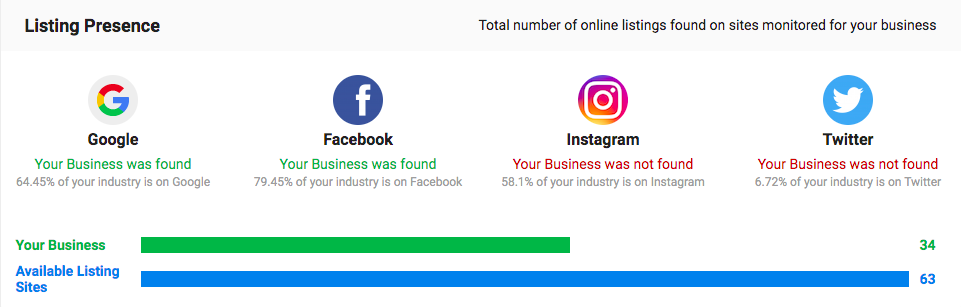 Listing Presence
Total number of online listings found on sites monitored for your business
Google
Facebook
Instagram
Twitter
Your Business was found
Your Business was found
Your Business was not found
Your Business was not found
64.45% of your industry is on Google
79.45% of your industry is on Facebook
58.1% of your industry is on Instagram
6.72% of your industry is on Twitter
Your Business
34
Available Listing
Sites
63